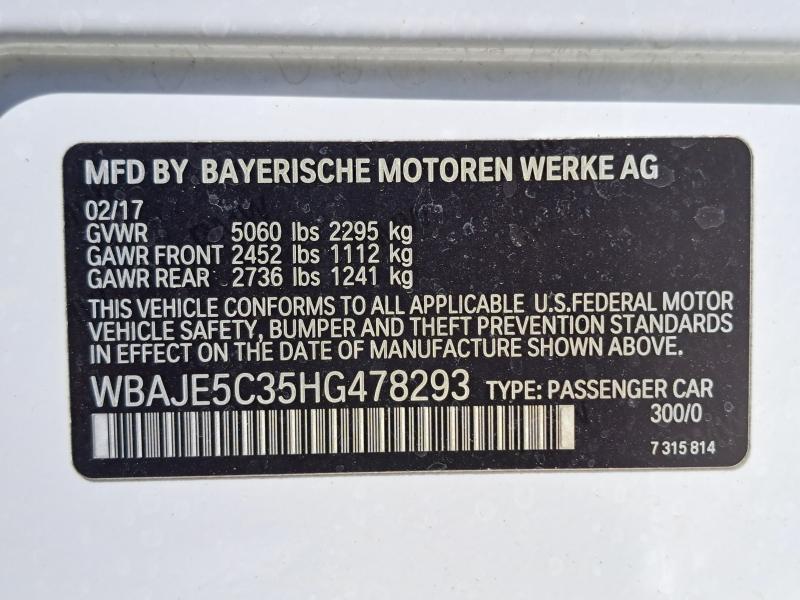 MFD BY BAYERISCHE MOTOREN WERKE AG
02/17
GVWR 5060 lbs 2295 kg
GAWR FRONT 2452 lbs 1112 kg
GAWR REAR 2736 lbs 1241 kg
THIS VEHICLE CONFORMS TO ALL APPLICABLE U.S.FEDERAL MOTOR
VEHICLE SAFETY, BUMPER AND THEFT PREVENTION STANDARDS
IN EFFECT ON THE DATE OF MANUFACTURE SHOWN ABOVE.
WBAJE5C35HG478293 TYPE: PASSENGER CAR
300/0
7 315 814